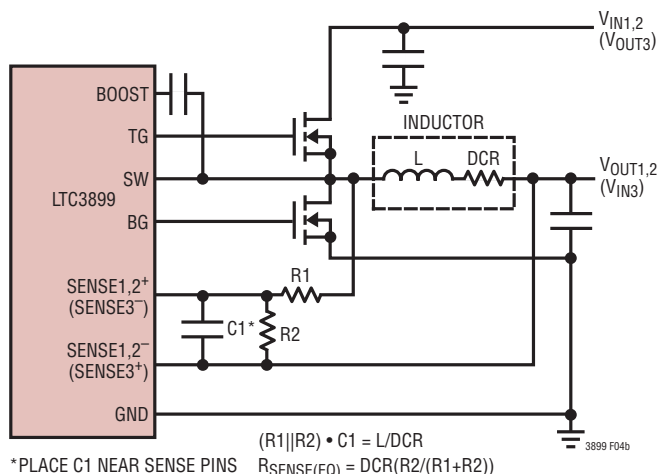 VIN1,2
(VOUT3)
BOOST
TG
INDUCTOR
L
DCR
SW
VOUT1,2
(VIN3)
LTC3899
BG
R1
SENSE1,2+
(SENSE3−)
C1*
R2
SENSE1,2−
(SENSE3+)
GND
(R1||R2) • C1 = L/DCR
3899 F04b
*PLACE C1 NEAR SENSE PINS
RSENSE(EQ) = DCR(R2/(R1+R2))